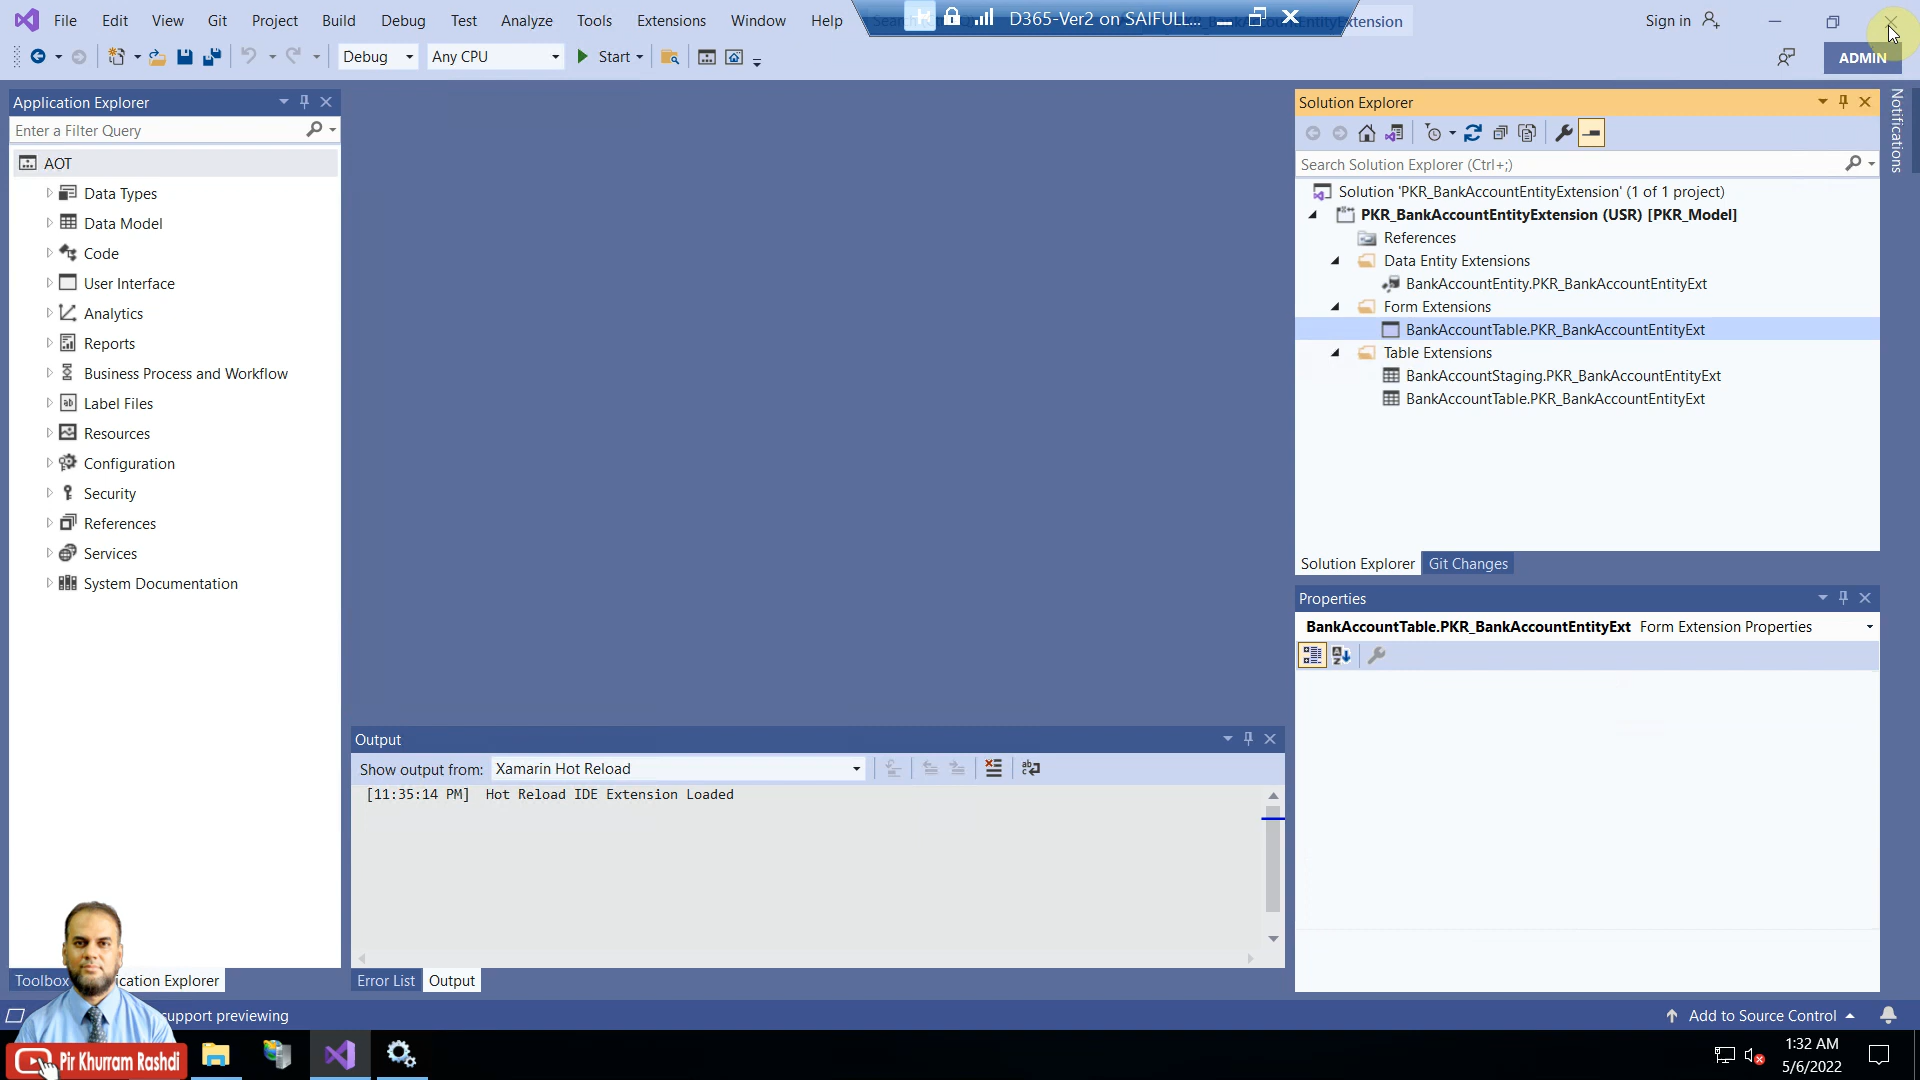 File Edit View Git Project Build Debug Test Analyze Tools Extensions Window Help
D365-Ver2 on SAIFULL...
Sign in
Debug Any CPU Start
ADMIN
Application Explorer
Enter a Filter Query
AOT
Data Types
Data Model
Code
User Interface
Analytics
Reports
Business Process and Workflow
Label Files
Resources
Configuration
Security
References
Services
System Documentation
Toolbox
Output
Show output from: Xamarin Hot Reload
[11:35:14 PM] Hot Reload IDE Extension Loaded
Error List Output
Solution Explorer
Search Solution Explorer (Ctrl+;)
Solution 'PKR_BankAccountEntityExtension' (1 of 1 project)
PKR_BankAccountEntityExtension (USR) [PKR_Model]
References
Data Entity Extensions
BankAccountEntity.PKR_BankAccountEntityExt
Form Extensions
BankAccountTable.PKR_BankAccountEntityExt
Table Extensions
BankAccountStaging.PKR_BankAccountEntityExt
BankAccountTable.PKR_BankAccountEntityExt
Solution Explorer Git Changes
Properties
BankAccountTable.PKR_BankAccountEntityExt Form Extension Properties
Notifications
support previewing
Add to Source Control
Pir Khurram Rashdi
1:32 AM
5/6/2022